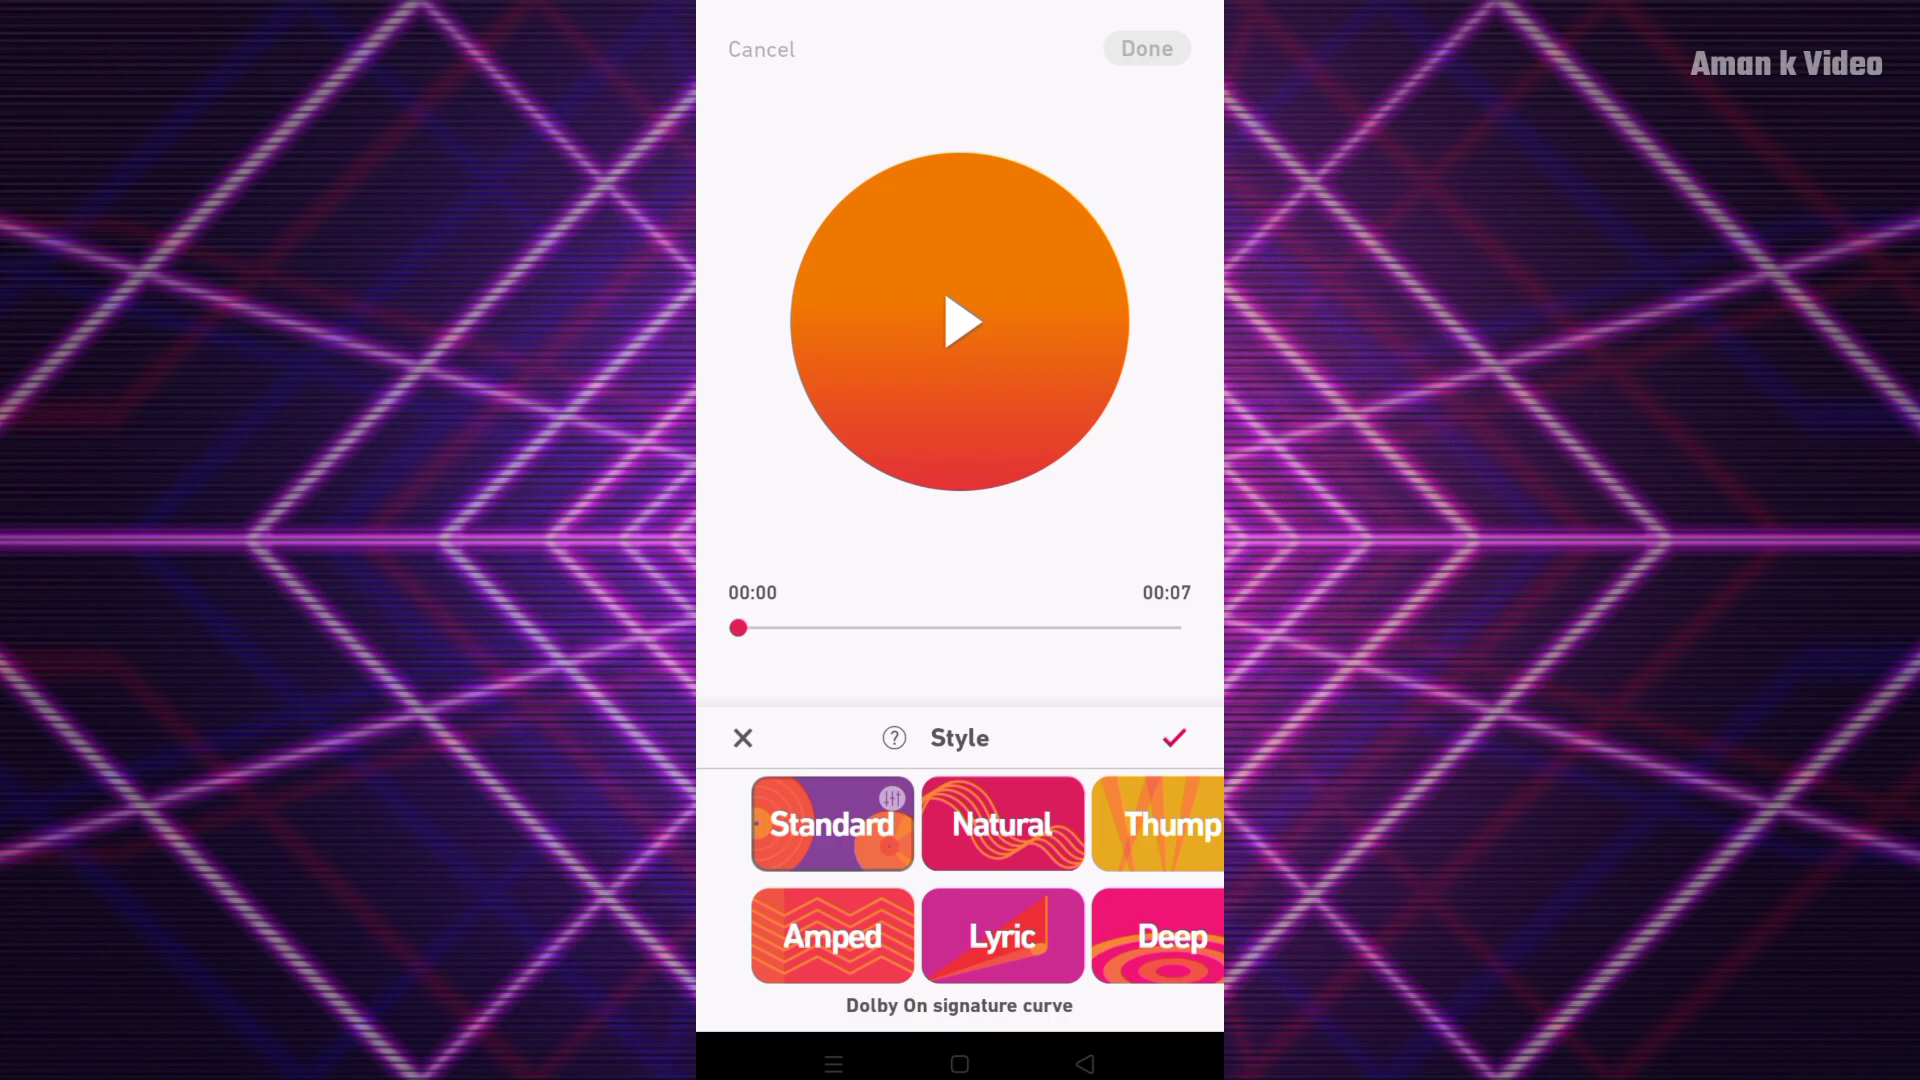 Cancel
Done
Aman k Video
00:00
00:07
? Style
Standard
Natural
Thump
Amped
Lyric
Deep
Dolby On signature curve